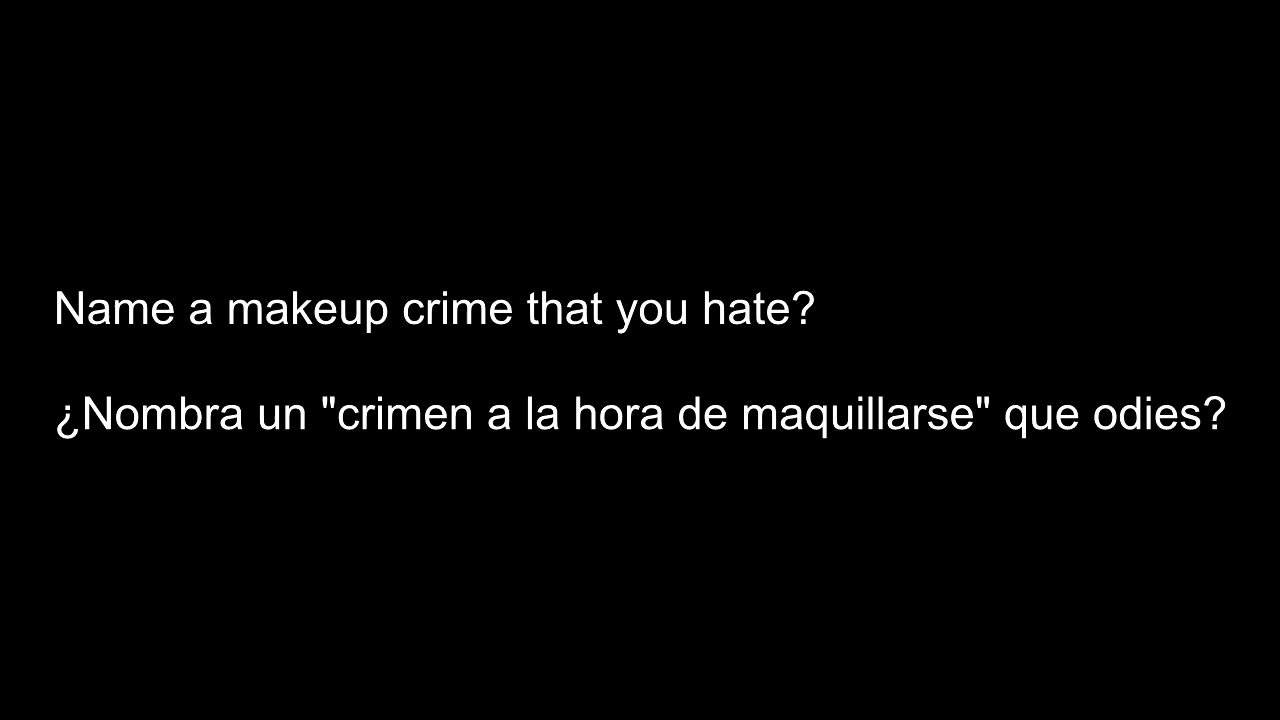 Name a makeup crime that you hate?
¿Nombra un "crimen a la hora de maquillarse" que odies?